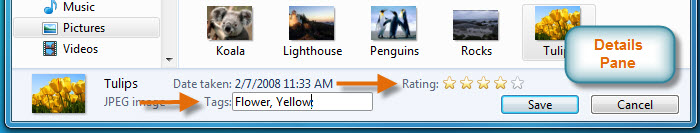 Music
Pictures
Videos
Koala
Lighthouse
Penguins
Rocks
Tulip
Details
Pane
Tulips
Date taken: 2/7/2008 11:33 AM
Rating:
JPEG image
Tags: Flower, Yellow;
Save
Cancel